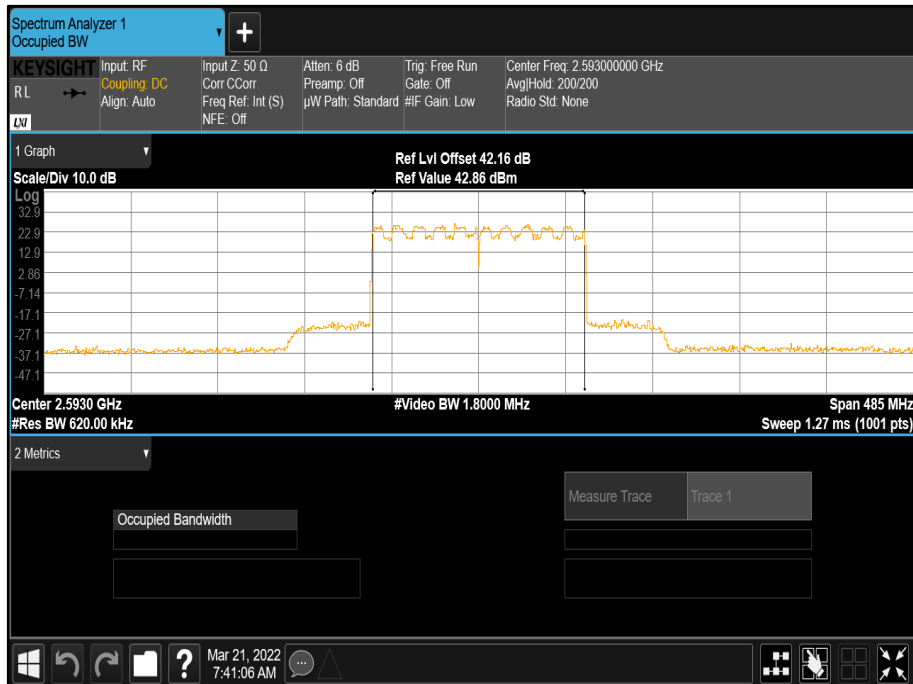 Spectrum Analyzer 1
Occupied BW
+
KEYSIGHT
RL
LXI
Input: RF
Coupling: DC
Align: Auto
Input Z: 50 Ω
Corr CCorr
Freq Ref: Int (S)
NFE: Off
Atten: 6 dB
Preamp: Off
µW Path: Standard
Trig: Free Run
Gate: Off
#IF Gain: Low
Center Freq: 2.593000000 GHz
Avg|Hold: 200/200
Radio Std: None
1 Graph
Scale/Div 10.0 dB
Ref Lvl Offset 42.16 dB
Ref Value 42.86 dBm
Log
32.9
22.9
12.9
2.86
-7.14
-17.1
-27.1
-37.1
-47.1
Center 2.5930 GHz
#Video BW 1.8000 MHz
Span 485 MHz
#Res BW 620.00 kHz
Sweep 1.27 ms (1001 pts)
2 Metrics
Measure Trace
Trace 1
Occupied Bandwidth
?
Mar 21, 2022
7:41:06 AM